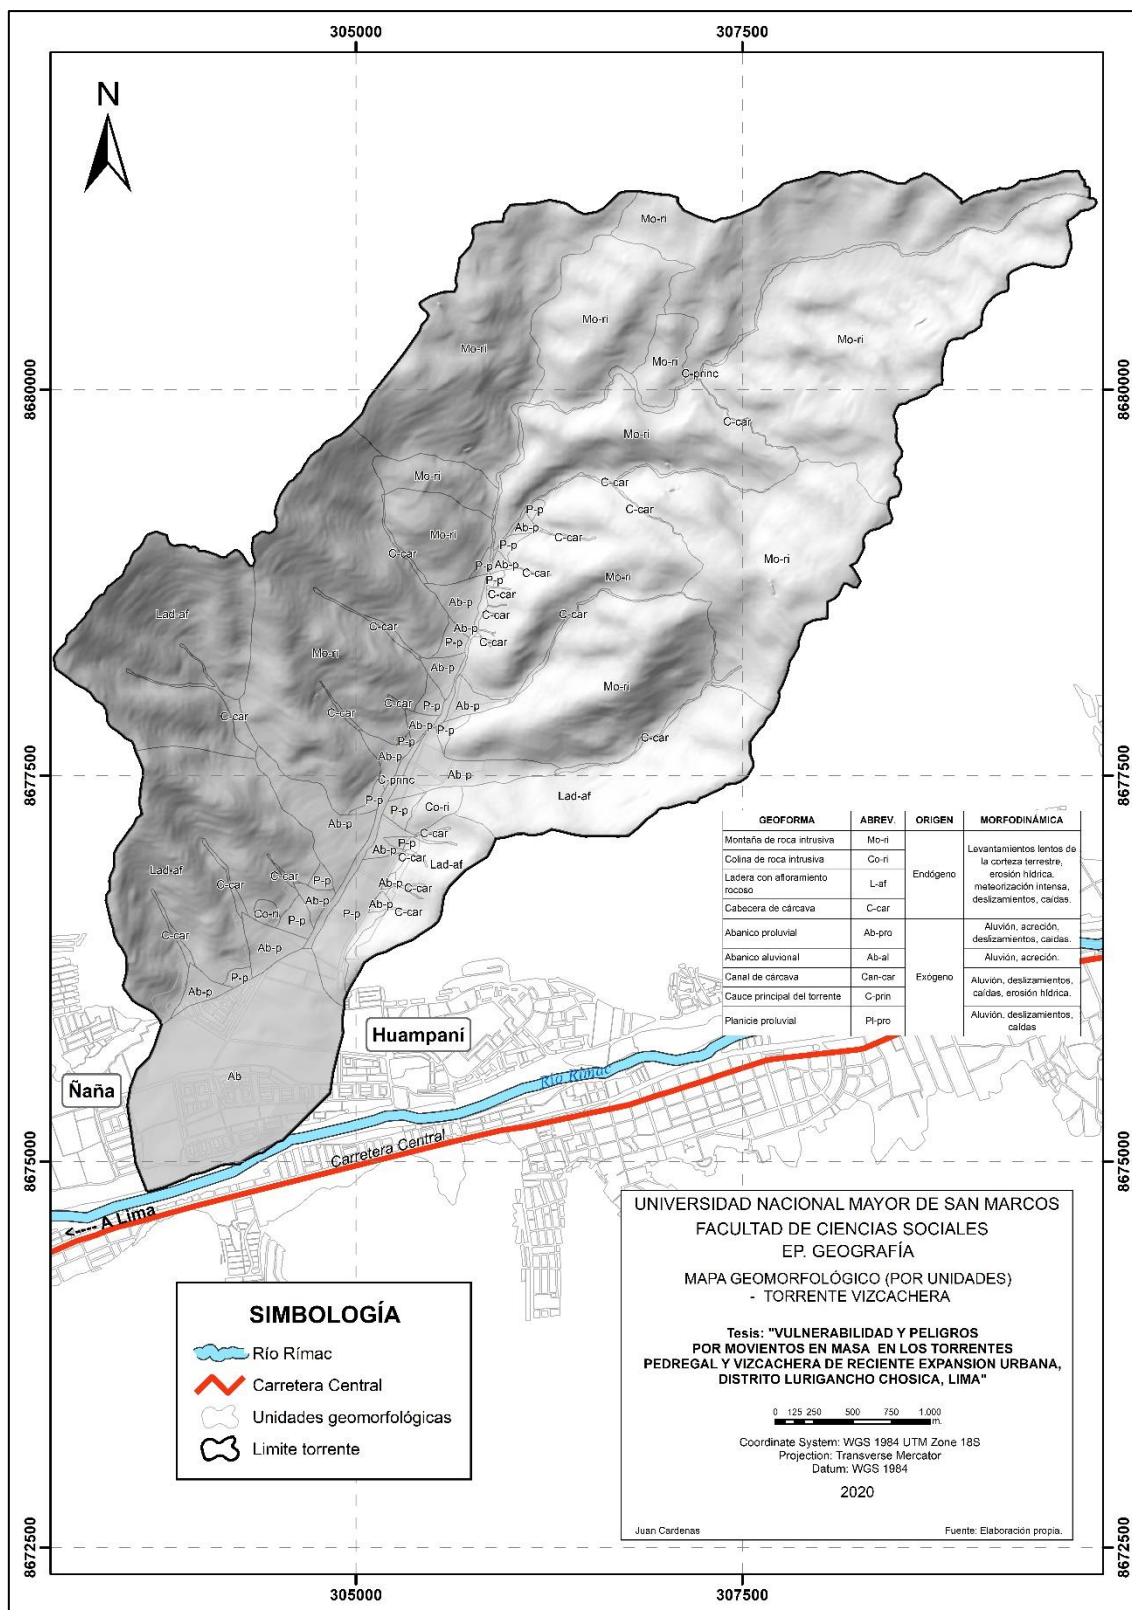 305000
307500
N
Mo-ri
Mo-ri
Mo-ri
Mo-ri
Mo-ri
C-princ
8680000
8680000
C-car
Mo-ri
Mo-ri
C-car
C-car
P-p
Ab-p
Mo-ri
C-car
P-p
C-car
Mo-ri
P-p
Ab-p
C-car
P-p
Mo-ri
C-car
Ab-p
C-car
C-car
Lad-af
C-car
Ab-p
P-p
C-car
Mo-ri
Ab-p
Mo-ri
C-car
C-car
C-car
P-p
Ab-p
Ab-p
P-p
C-car
P-p
Ab-p
8677500
8677500
C-princ
Ab-p
Lad-af
P-p
P-p
Co-ri
Ab-p
C-car
P-p
Ab-p
C-car
Lad-af
Lad-af
C-car
C-car
P-p
Ab-p
C-car
Ab-p
Ab-p
C-car
Co-ri
P-p
P-p
C-car
Ab-p
P-p
Ab-p
GEOFORMA ABREV. ORIGEN MORFODINÁMICA
Montaña de roca intrusiva Mo-ri
Colina de roca intrusiva Co-ri
Ladera con afloramiento rocoso L-af
Cabecera de cárcava C-car
Endógeno
Levantamientos lentos de
la corteza terrestre,
erosión hídrica.
meteorización intensa,
deslizamientos, caídas.
Abanico proluvial Ab-pro
Aluvión, acreción,
deslizamientos, caidas.
Abanico aluvional Ab-al
Aluvión, acreción.
Canal de cárcava Can-car
Cauce principal del torrente C-prin
Exógeno
Aluvión, deslizamientos,
caídas, erosión hídrica.
Planicie proluvial Pl-pro
Aluvión, deslizamientos,
caídas
Huampaní
Ñaña
Ab
Río Rímac
Carretera Central
8675000
8675000
<---- A Lima
SIMBOLOGÍA
Río Rímac
Carretera Central
Unidades geomorfológicas
Limite torrente
UNIVERSIDAD NACIONAL MAYOR DE SAN MARCOS
FACULTAD DE CIENCIAS SOCIALES
EP. GEOGRAFÍA
MAPA GEOMORFOLÓGICO (POR UNIDADES)
- TORRENTE VIZCACHERA
Tesis: "VULNERABILIDAD Y PELIGROS
POR MOVIENTOS EN MASA EN LOS TORRENTES
PEDREGAL Y VIZCACHERA DE RECIENTE EXPANSION URBANA,
DISTRITO LURIGANCHO CHOSICA, LIMA"
0 125 250 500 750 1.000
m.
Coordinate System: WGS 1984 UTM Zone 18S
Projection: Transverse Mercator
Datum: WGS 1984
2020
Juan Cardenas Fuente: Elaboración propia.
8672500
8672500
305000
307500